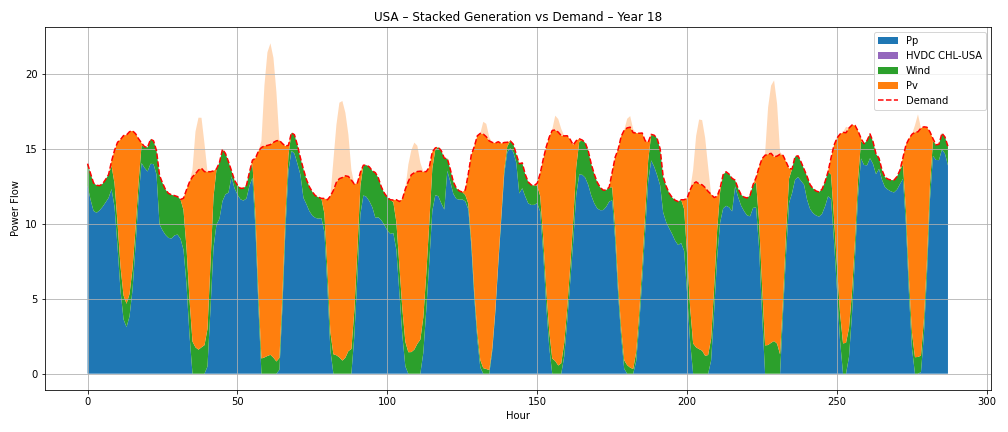 USA – Stacked Generation vs Demand – Year 18
Power Flow
20
15
10
5
0
0 50 100 150 200 250 300
Hour
Pp
HVDC CHL-USA
Wind
Pv
Demand